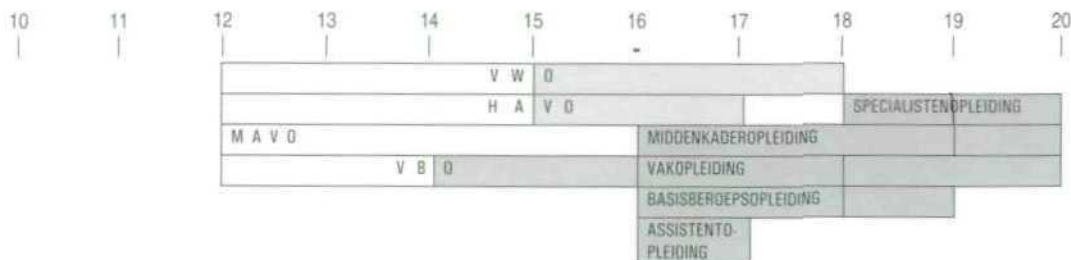 10 11 12 13 14 15 16 17 18 19 20
V W O
H A V O SPECIALISTENOPLEIDING
M A V O MIDDENKADEROPLEIDING
V B O VAKOPLEIDING
BASISBEROEPSOPLEIDING
ASSISTENTO-
PLEIDING